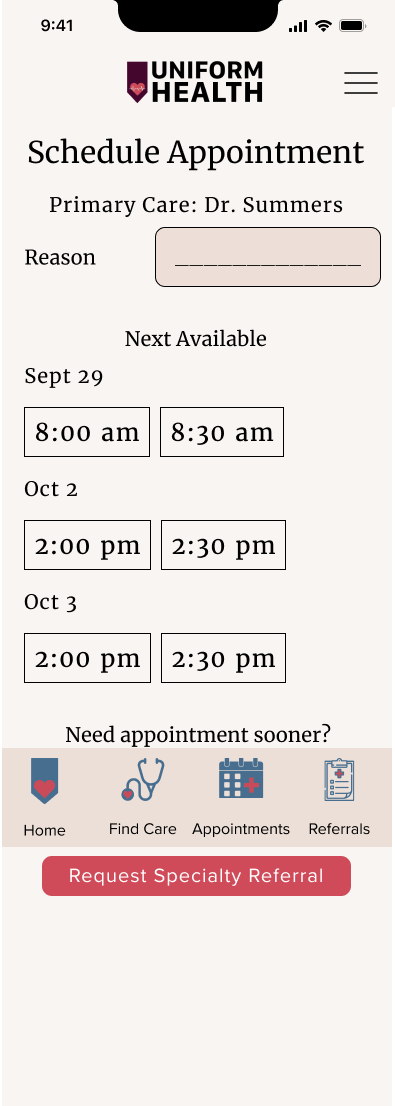 9:41
UNIFORM
HEALTH
Schedule Appointment
Primary Care: Dr. Summers
Reason _____________
Next Available
Sept 29
8:00 am 8:30 am
Oct 2
2:00 pm 2:30 pm
Oct 3
2:00 pm 2:30 pm
Need appointment sooner?
Home Find Care Appointments Referrals
Request Specialty Referral